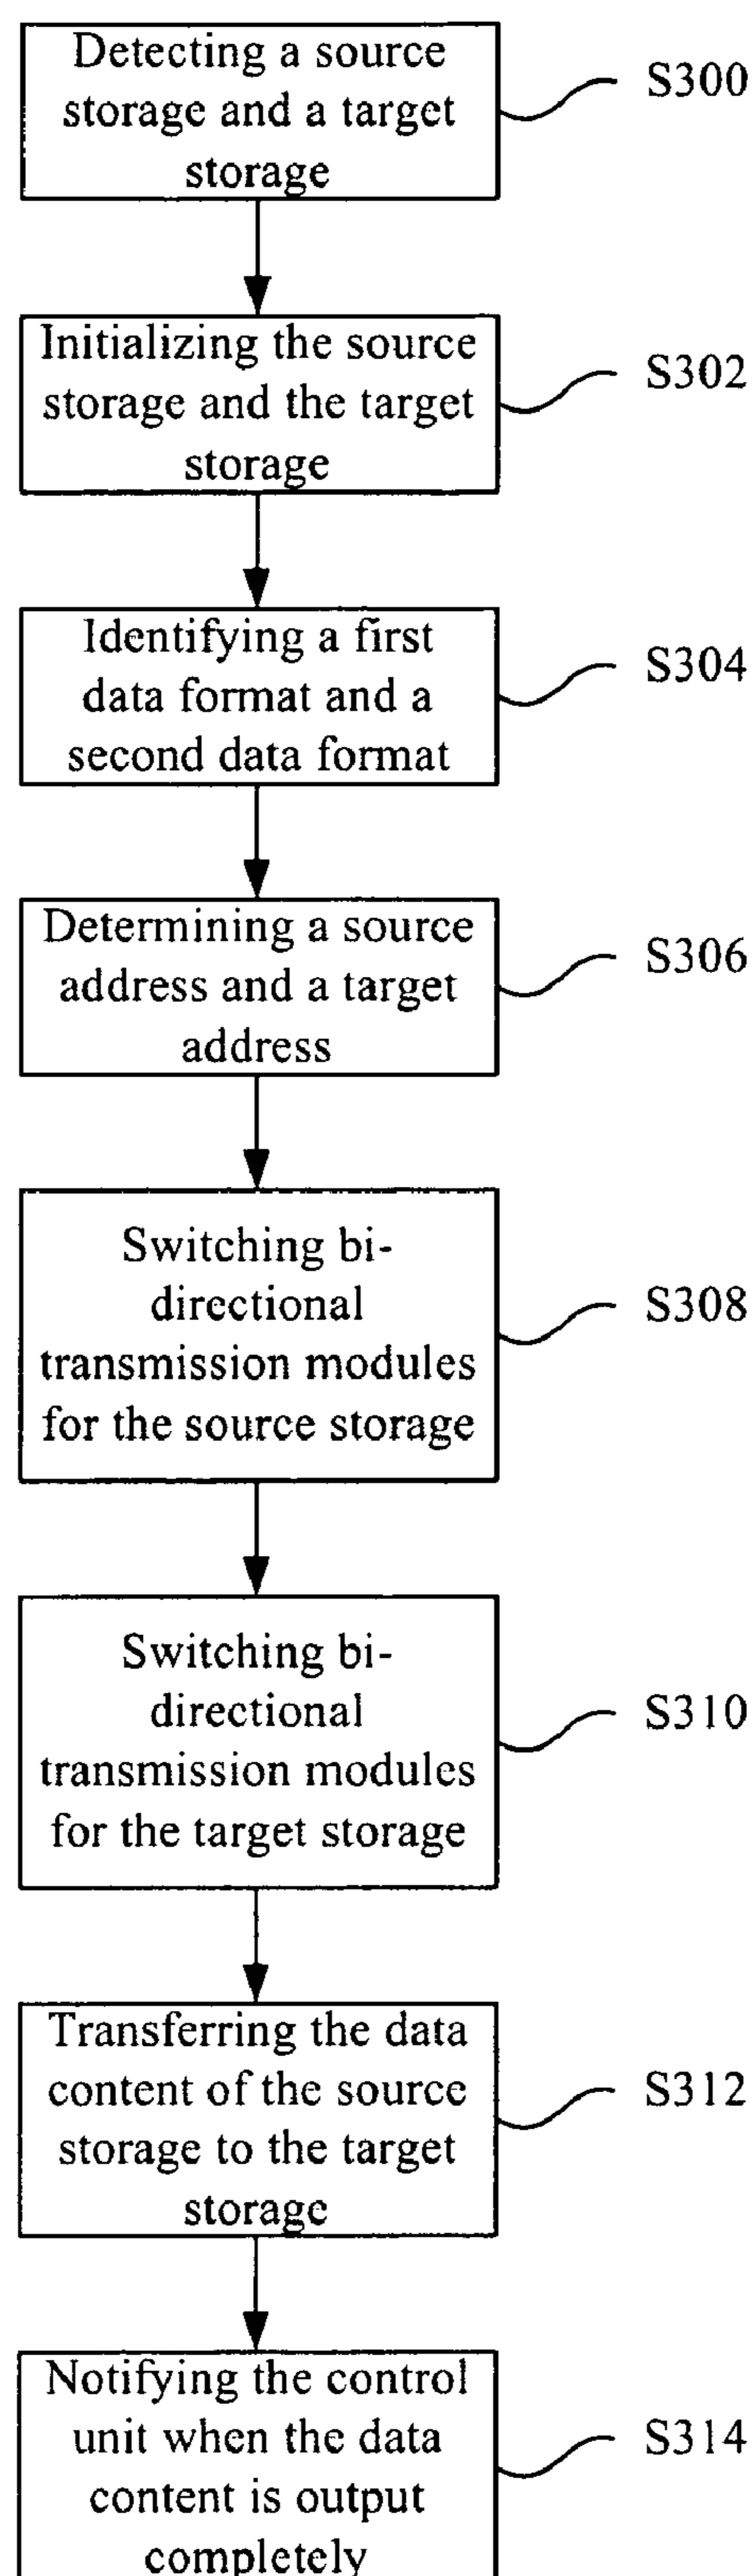 Detecting a source
storage and a target
storage
S300
Initializing the source
storage and the target
storage
S302
Identifying a first
data format and a
second data format
S304
Determining a source
address and a target
address
S306
Switching bi-
directional
transmission modules
for the source storage
S308
Switching bi-
directional
transmission modules
for the target storage
S310
Transferring the data
content of the source
storage to the target
storage
S312
Notifying the control
unit when the data
content is output
completely
S314